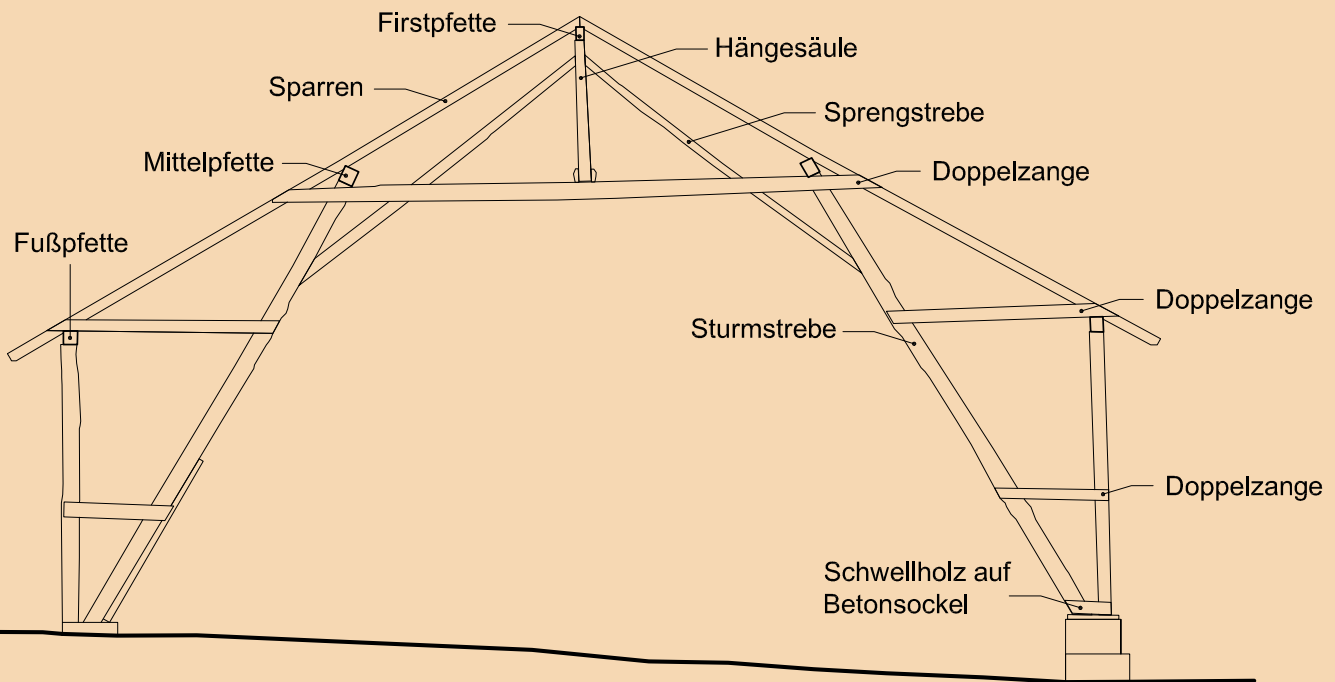 Firstpfette
Hängesäule
Sparren
Sprengstrebe
Mittelpfette
Doppelzange
Fußpfette
Doppelzange
Sturmstrebe
Doppelzange
Schwellholz auf
Betonsockel